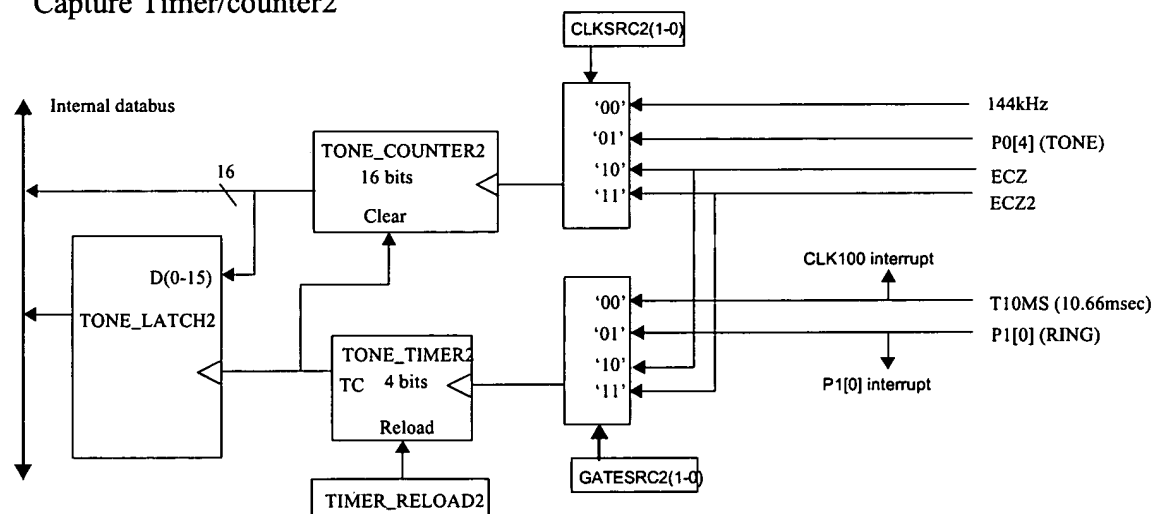 Capture Timer/counter2
CLKSRC2(1-0)
Internal databus
'00'
144kHz
TONE_COUNTER2
16 bits
Clear
16
'01'
P0[4] (TONE)
'10'
ECZ
'11'
ECZ2
CLK100 interrupt
D(0-15)
TONE_LATCH2
'00'
T10MS (10.66msec)
'01'
P1[0] (RING)
TONE_TIMER2
TC 4 bits
Reload
'10'
'11'
P1[0] interrupt
GATESRC2(1-0)
TIMER_RELOAD2